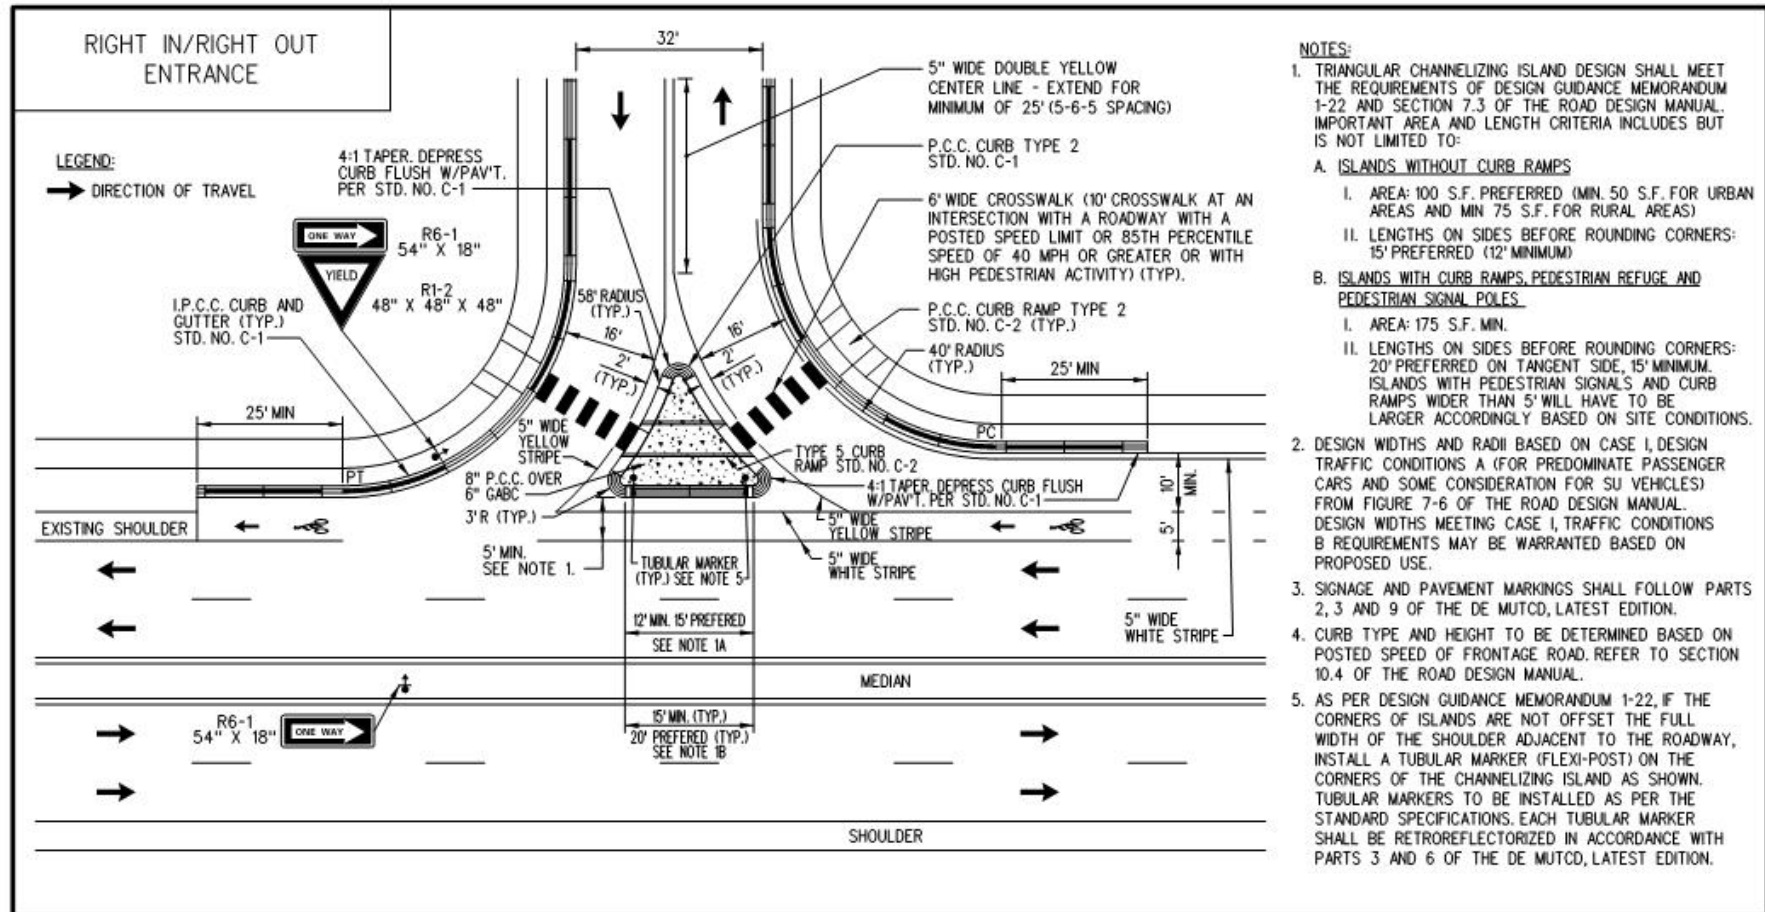 RIGHT IN/RIGHT OUT
ENTRANCE
LEGEND:
DIRECTION OF TRAVEL
ONE WAY
R6-1
54" X 18"
YIELD
R1-2
48" X 48" X 48"
I.P.C.C. CURB AND
GUTTER (TYP.)
STD. NO. C-1
4:1 TAPER. DEPRESS
CURB FLUSH W/PAV'T.
PER STD. NO. C-1
32'
5" WIDE DOUBLE YELLOW
CENTER LINE - EXTEND FOR
MINIMUM OF 25' (5-6-5 SPACING)
P.C.C. CURB TYPE 2
STD. NO. C-1
6' WIDE CROSSWALK (10' CROSSWALK AT AN
INTERSECTION WITH A ROADWAY WITH A
POSTED SPEED LIMIT OR 85TH PERCENTILE
SPEED OF 40 MPH OR GREATER OR WITH
HIGH PEDESTRIAN ACTIVITY) (TYP).
P.C.C. CURB RAMP TYPE 2
STD. NO. C-2 (TYP.)
40' RADIUS
(TYP.)
58' RADIUS
(TYP.)
16'
2'
(TYP.)
16'
2'
(TYP.)
25' MIN
25' MIN
PT
PC
5" WIDE
YELLOW
STRIPE
8" P.C.C. OVER
6" GABC
3'R (TYP.)
TYPE 5 CURB
RAMP STD. NO. C-2
4:1 TAPER. DEPRESS CURB FLUSH
W/PAV'T. PER STD. NO. C-1
10'
MIN.
5'
EXISTING SHOULDER
5" WIDE
YELLOW STRIPE
5" WIDE
WHITE STRIPE
5' MIN.
SEE NOTE 1.
TUBULAR MARKER
(TYP.) SEE NOTE 5
12' MIN. 15' PREFERED
SEE NOTE 1A
5" WIDE
WHITE STRIPE
MEDIAN
R6-1
54" X 18"
ONE WAY
15' MIN. (TYP.)
20' PREFERED (TYP.)
SEE NOTE 1B
SHOULDER
NOTES:
1. TRIANGULAR CHANNELIZING ISLAND DESIGN SHALL MEET
THE REQUIREMENTS OF DESIGN GUIDANCE MEMORANDUM
1-22 AND SECTION 7.3 OF THE ROAD DESIGN MANUAL.
IMPORTANT AREA AND LENGTH CRITERIA INCLUDES BUT
IS NOT LIMITED TO:
A. ISLANDS WITHOUT CURB RAMPS
I. AREA: 100 S.F. PREFERRED (MIN. 50 S.F. FOR URBAN
AREAS AND MIN 75 S.F. FOR RURAL AREAS)
II. LENGTHS ON SIDES BEFORE ROUNDING CORNERS:
15' PREFERRED (12' MINIMUM)
B. ISLANDS WITH CURB RAMPS, PEDESTRIAN REFUGE AND
PEDESTRIAN SIGNAL POLES
I. AREA: 175 S.F. MIN.
II. LENGTHS ON SIDES BEFORE ROUNDING CORNERS:
20' PREFERRED ON TANGENT SIDE, 15' MINIMUM.
ISLANDS WITH PEDESTRIAN SIGNALS AND CURB
RAMPS WIDER THAN 5' WILL HAVE TO BE
LARGER ACCORDINGLY BASED ON SITE CONDITIONS.
2. DESIGN WIDTHS AND RADII BASED ON CASE I, DESIGN
TRAFFIC CONDITIONS A (FOR PREDOMINATE PASSENGER
CARS AND SOME CONSIDERATION FOR SU VEHICLES)
FROM FIGURE 7-6 OF THE ROAD DESIGN MANUAL.
DESIGN WIDTHS MEETING CASE I, TRAFFIC CONDITIONS
B REQUIREMENTS MAY BE WARRANTED BASED ON
PROPOSED USE.
3. SIGNAGE AND PAVEMENT MARKINGS SHALL FOLLOW PARTS
2, 3 AND 9 OF THE DE MUTCD, LATEST EDITION.
4. CURB TYPE AND HEIGHT TO BE DETERMINED BASED ON
POSTED SPEED OF FRONTAGE ROAD. REFER TO SECTION
10.4 OF THE ROAD DESIGN MANUAL.
5. AS PER DESIGN GUIDANCE MEMORANDUM 1-22, IF THE
CORNERS OF ISLANDS ARE NOT OFFSET THE FULL
WIDTH OF THE SHOULDER ADJACENT TO THE ROADWAY,
INSTALL A TUBULAR MARKER (FLEXI-POST) ON THE
CORNERS OF THE CHANNELIZING ISLAND AS SHOWN.
TUBULAR MARKERS TO BE INSTALLED AS PER THE
STANDARD SPECIFICATIONS. EACH TUBULAR MARKER
SHALL BE RETROREFLECTORIZED IN ACCORDANCE WITH
PARTS 3 AND 6 OF THE DE MUTCD, LATEST EDITION.